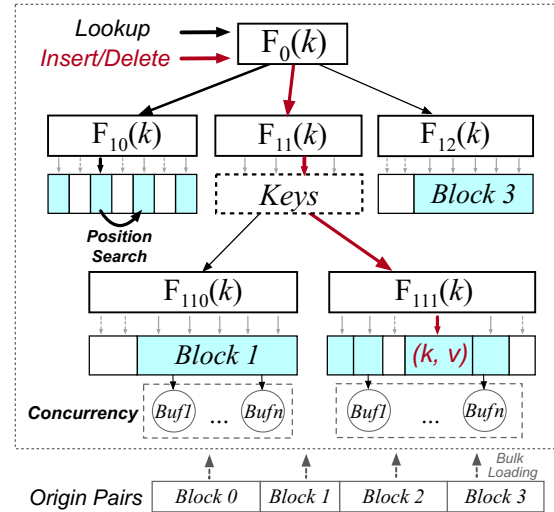 Lookup
Insert/Delete
F₀(k)
F₁₀(k)
F₁₁(k)
F₁₂(k)
Keys
Block 3
Position
Search
F₁₁₀(k)
F₁₁₁(k)
Block 1
(k, v)
Concurrency
Buf1
...
Bufn
Buf1
...
Bufn
Bulk
Loading
Origin Pairs
Block 0
Block 1
Block 2
Block 3